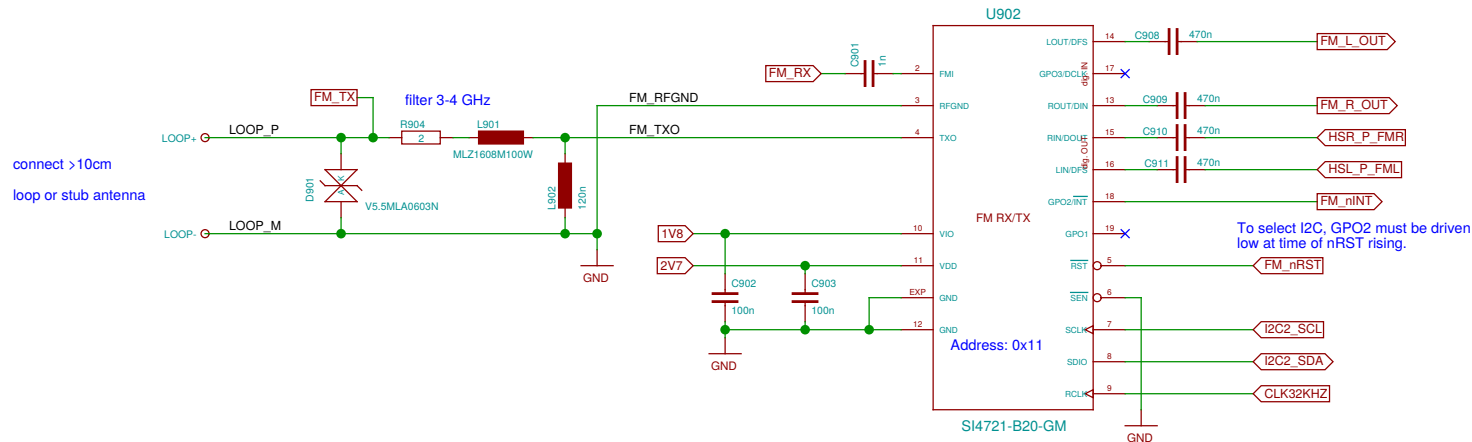 U902
LOUT/DFS
14
C908
470n
FM_L_OUT
C901
1n
FM_RX
2
FMI
dig. IN
GPO3/DCLK
17
FM_TX
filter 3-4 GHz
FM_RFGND
3
RFGND
ROUT/DIN
13
C909
470n
FM_R_OUT
LOOP+
LOOP_P
R904
2
L901
MLZ1608M100W
FM_TXO
4
TXO
RIN/DOUT
15
C910
470n
HSR_P_FMR
dig. OUT
connect >10cm
loop or stub antenna
D901
A
K
V5.5MLA0603N
L902
120n
LIN/DFS
16
C911
470n
HSL_P_FML
GPO2/INT
18
FM_nINT
FM RX/TX
LOOP-
LOOP_M
GND
1V8
10
VIO
GPO1
19
To select I2C, GPO2 must be driven
low at time of nRST rising.
2V7
11
VDD
RST
5
FM_nRST
C902
100n
C903
100n
EXP
GND
SEN
6
12
GND
SCLK
7
I2C2_SCL
Address: 0x11
GND
SDIO
8
I2C2_SDA
RCLK
9
CLK32KHZ
SI4721-B20-GM
GND